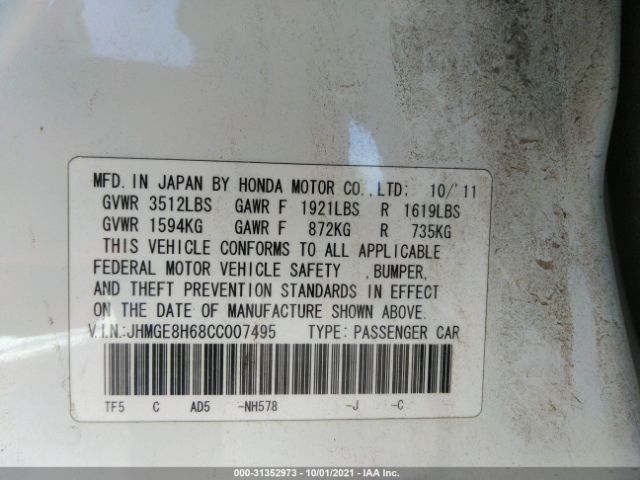 MFD. IN JAPAN BY HONDA MOTOR CO.,LTD: 10/'11
GVWR 3512LBS GAWR F 1921LBS R 1619LBS
GVWR 1594KG GAWR F 872KG R 735KG
THIS VEHICLE CONFORMS TO ALL APPLICABLE
FEDERAL MOTOR VEHICLE SAFETY ,BUMPER,
AND THEFT PREVENTION STANDARDS IN EFFECT
ON THE DATE OF MANUFACTURE SHOWN ABOVE.
V.I.N.:JHMGE8H68CC007495 TYPE: PASSENGER CAR
TF5 C AD5 -NH578 -J -C
000-31352973 - 10/01/2021 - IAA Inc.